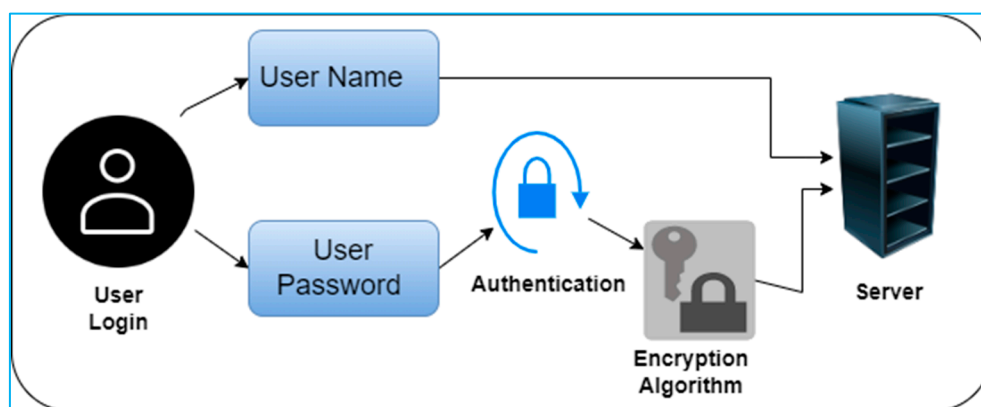 User Name
User
Password
User
Login
Authentication
Encryption
Algorithm
Server